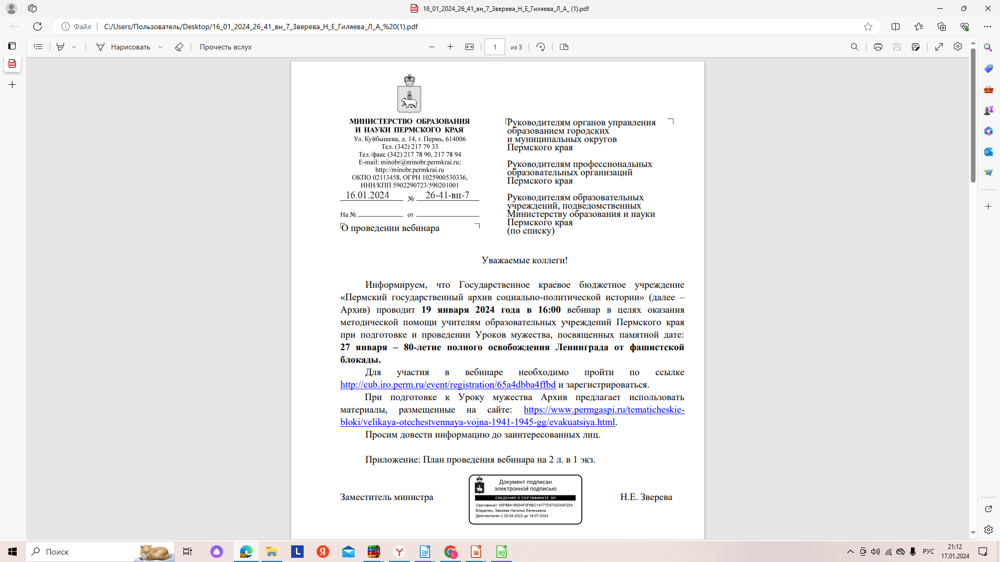 16_01_2024_26_41_вн_7_Зверева_Н_Е_Гиляева_Л_А_ (1).pdf
Файл
C:/Users/Пользователь/Desktop/16_01_2024_26_41_вн_7_Зверева_Н_Е_Гиляева_Л_А_%20(1).pdf
Нарисовать
Прочесть вслух
1
из 3
МИНИСТЕРСТВО ОБРАЗОВАНИЯ
И НАУКИ ПЕРМСКОГО КРАЯ
Ул. Куйбышева, д. 14, г. Пермь, 614006
Тел. (342) 217 79 33
Тел./факс (342) 217 78 90, 217 78 94
E-mail: minobr@minobr.permkrai.ru;
http://minobr.permkrai.ru
ОКПО 02113458, ОГРН 1025900530336,
ИНН/КПП 5902290723/590201001
16.01.2024 № 26-41-вн-7
На № от
О проведении вебинара
Руководителям органов управления
образованием городских
и муниципальных округов
Пермского края
Руководителям профессиональных
образовательных организаций
Пермского края
Руководителям образовательных
учреждений, подведомственных
Министерству образования и науки
Пермского края
(по списку)
Уважаемые коллеги!
Информируем, что Государственное краевое бюджетное учреждение
«Пермский государственный архив социально-политической истории» (далее –
Архив) проводит 19 января 2024 года в 16:00 вебинар в целях оказания
методической помощи учителям образовательных учреждений Пермского края
при подготовке и проведении Уроков мужества, посвященных памятной дате:
27 января – 80-летие полного освобождения Ленинграда от фашистской
блокады.
Для участия в вебинаре необходимо пройти по ссылке
http://cub.iro.perm.ru/event/registration/65a4dbba4ffbd и зарегистрироваться.
При подготовке к Уроку мужества Архив предлагает использовать
материалы, размещенные на сайте: https://www.permgaspi.ru/tematicheskie-
bloki/velikaya-otechestvennaya-vojna-1941-1945-gg/evakuatsiya.html.
Просим довести информацию до заинтересованных лиц.
Приложение: План проведения вебинара на 2 л. в 1 экз.
Заместитель министра
Документ подписан
электронной подписью
СВЕДЕНИЯ О СЕРТИФИКАТЕ ЭП
Сертификат: 00F8B41B504F2F6BC14777D5730245F254
Владелец: Зверева Наталья Евгеньевна
Действителен с 25-04-2023 до 18-07-2024
Н.Е. Зверева
Поиск
РУС
21:12
17.01.2024